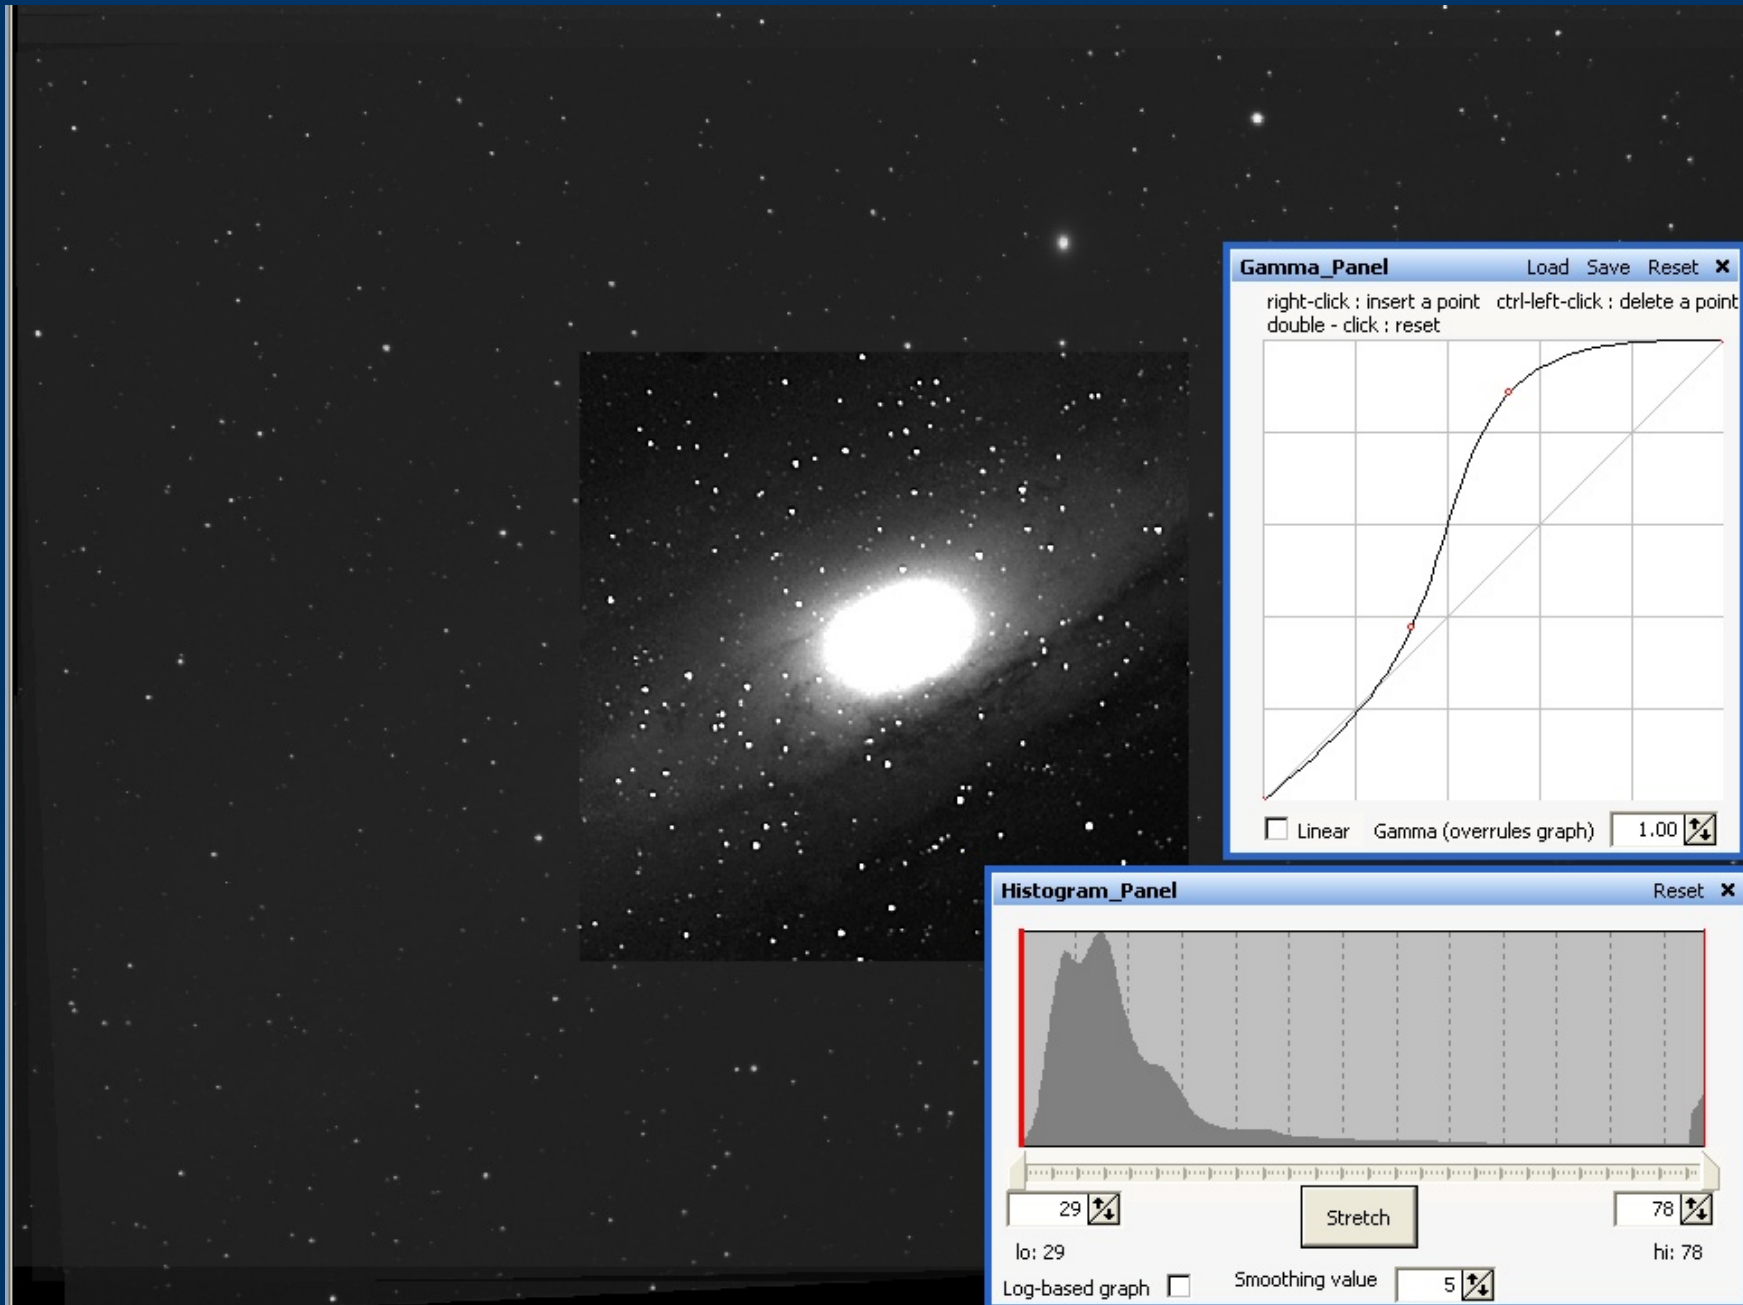 Gamma_Panel Load Save Reset ×
right-click : insert a point ctrl-left-click : delete a point
double - click : reset
Linear Gamma (overrules graph) 1.00
Histogram_Panel Reset ×
29 Stretch 78
lo: 29 hi: 78
Log-based graph Smoothing value 5